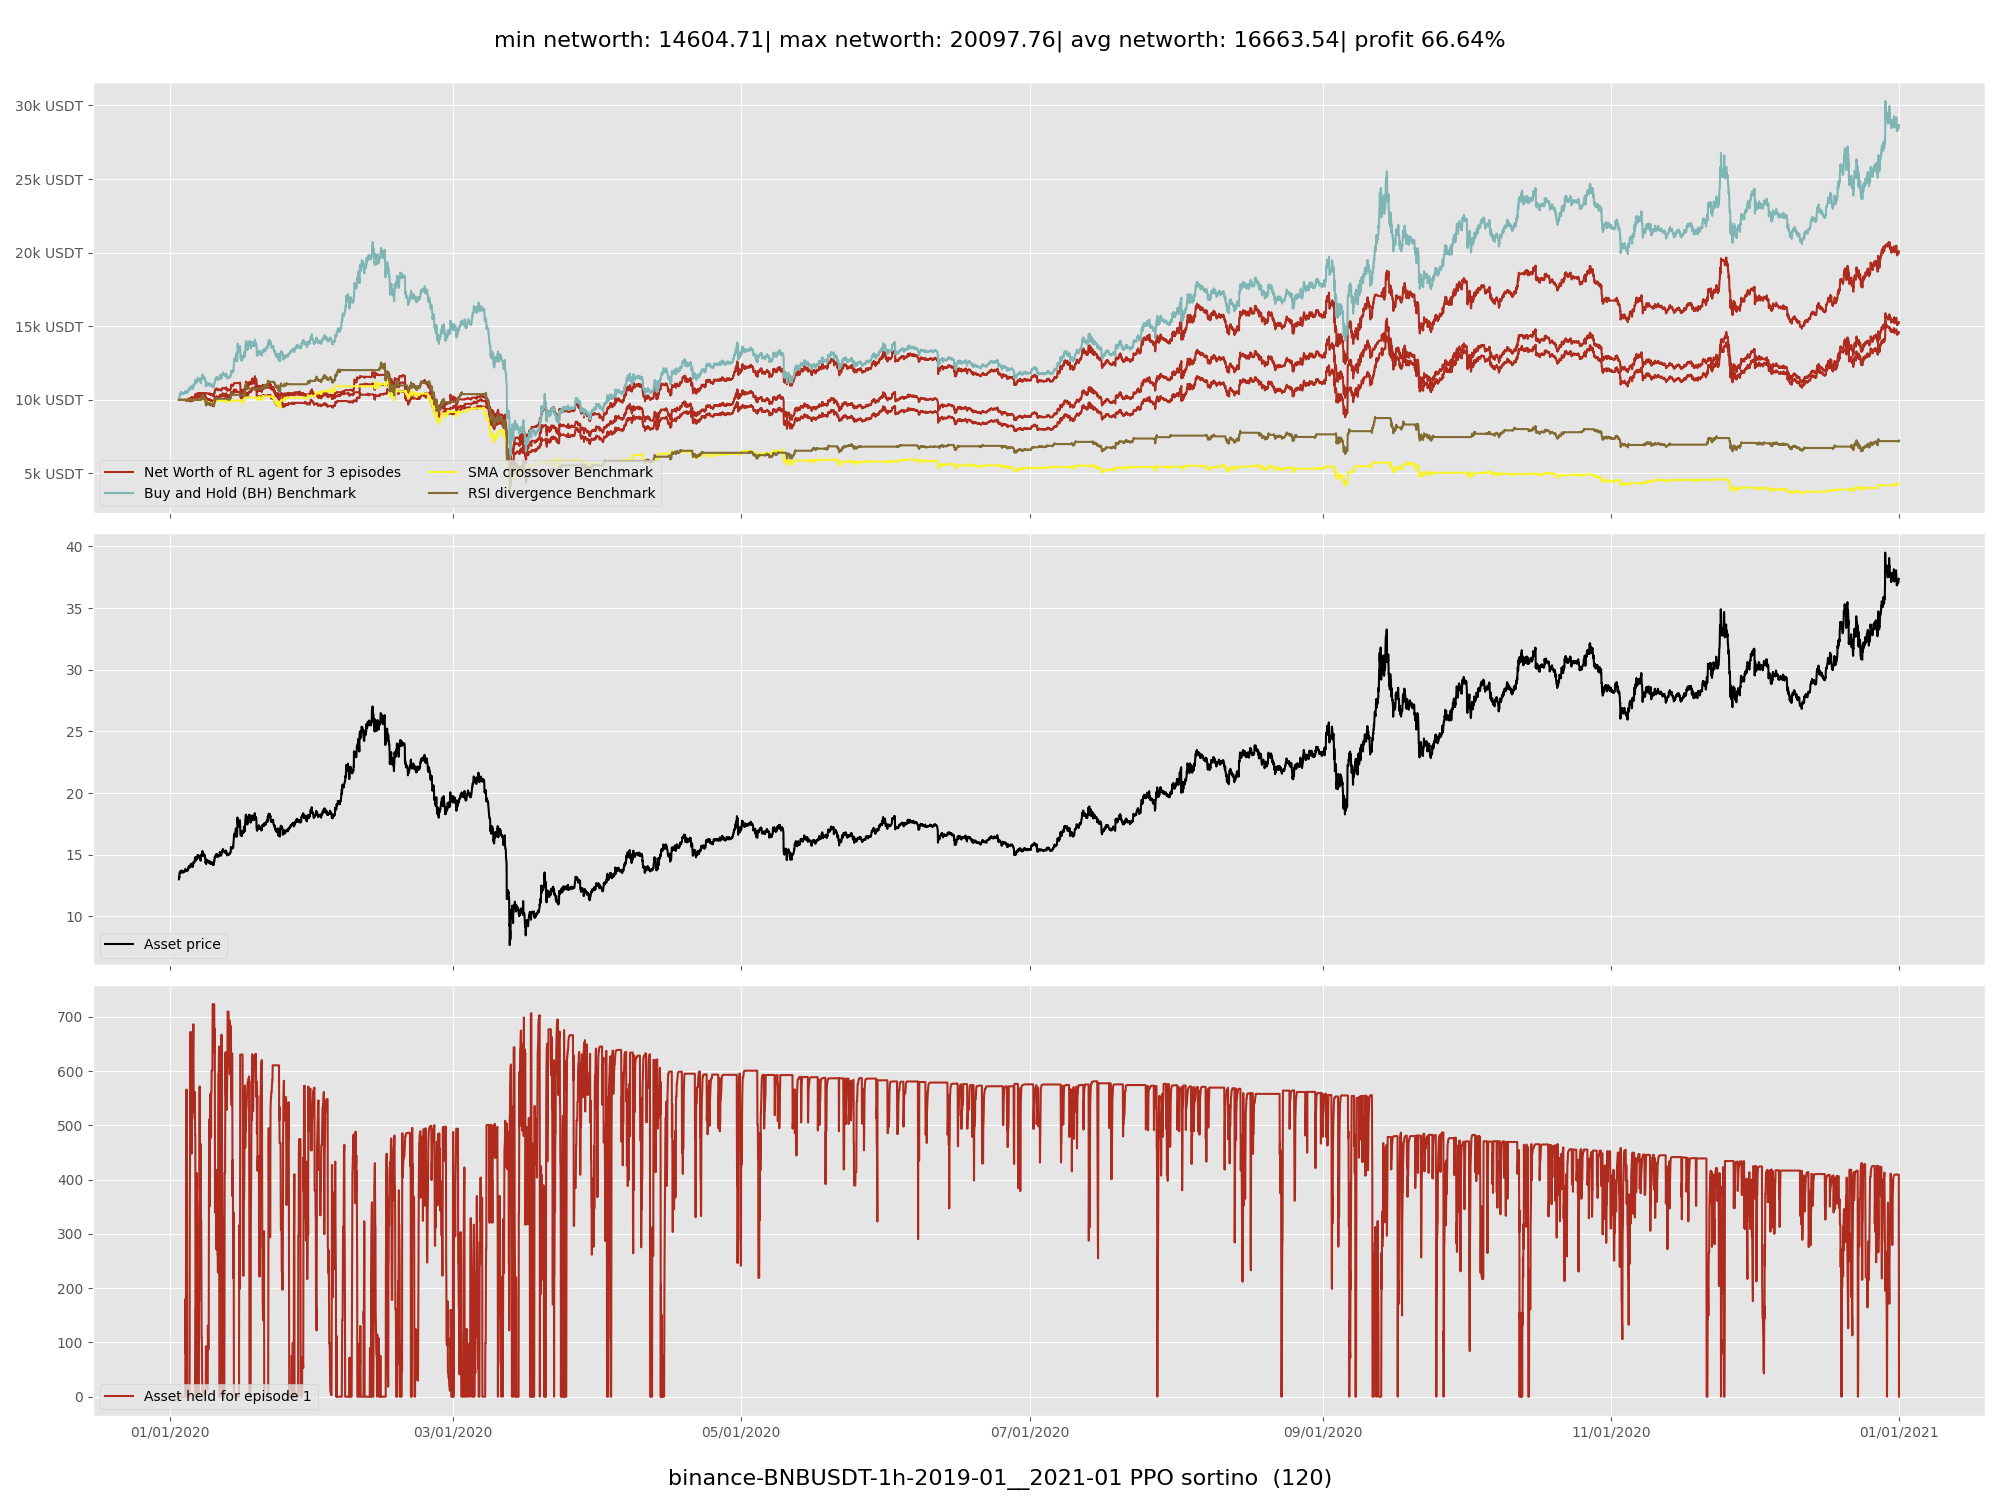 min networth: 14604.71| max networth: 20097.76| avg networth: 16663.54| profit 66.64%
30k USDT
25k USDT
20k USDT
15k USDT
10k USDT
5k USDT
Net Worth of RL agent for 3 episodes
Buy and Hold (BH) Benchmark
SMA crossover Benchmark
RSI divergence Benchmark
40
35
30
25
20
15
10
Asset price
700
600
500
400
300
200
100
0
Asset held for episode 1
01/01/2020 03/01/2020 05/01/2020 07/01/2020 09/01/2020 11/01/2020 01/01/2021
binance-BNBUSDT-1h-2019-01__2021-01 PPO sortino  (120)